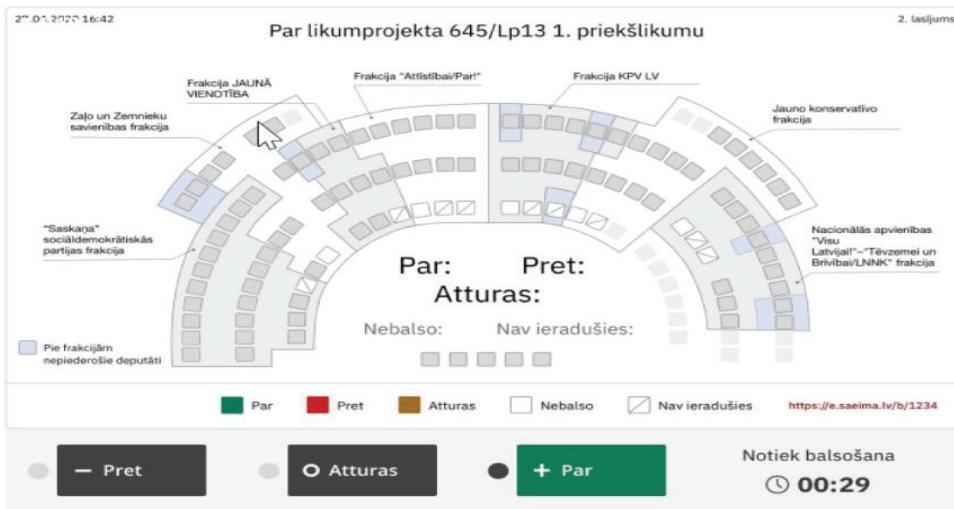 16:42
2. lasījums
Par likumprojekta 645/Lp13 1. priekšlikumu
Frakcija JAUNĀ
VIENOTĪBA
Frakcija "Attīstībai/Par!"
Frakcija KPV LV
Zaļo un Zemnieku
savienības frakcija
Jauno konservatīvo
frakcija
"Saskaņa"
sociāldemokrātiskās
partijas frakcija
Nacionālās apvienības
"Visu
Latvijai!"–"Tēvzemei un
Brīvībai/LNNK" frakcija
Par: Pret:
Atturas:
Nebalso: Nav ieradušies:
Pie frakcijām
nepiederošie deputāti
Par Pret Atturas Nebalso Nav ieradušies https://e.saeima.lv/b/1234
– Pret
Atturas
+ Par
Notiek balsošana
00:29